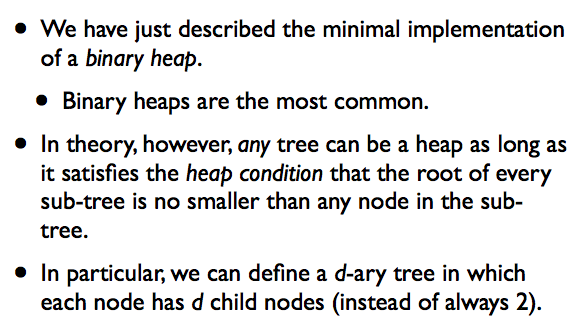 • We have just described the minimal implementation
of a binary heap.
• Binary heaps are the most common.
• In theory, however, any tree can be a heap as long as
it satisfies the heap condition that the root of every
sub-tree is no smaller than any node in the sub-
tree.
• In particular, we can define a d-ary tree in which
each node has d child nodes (instead of always 2).